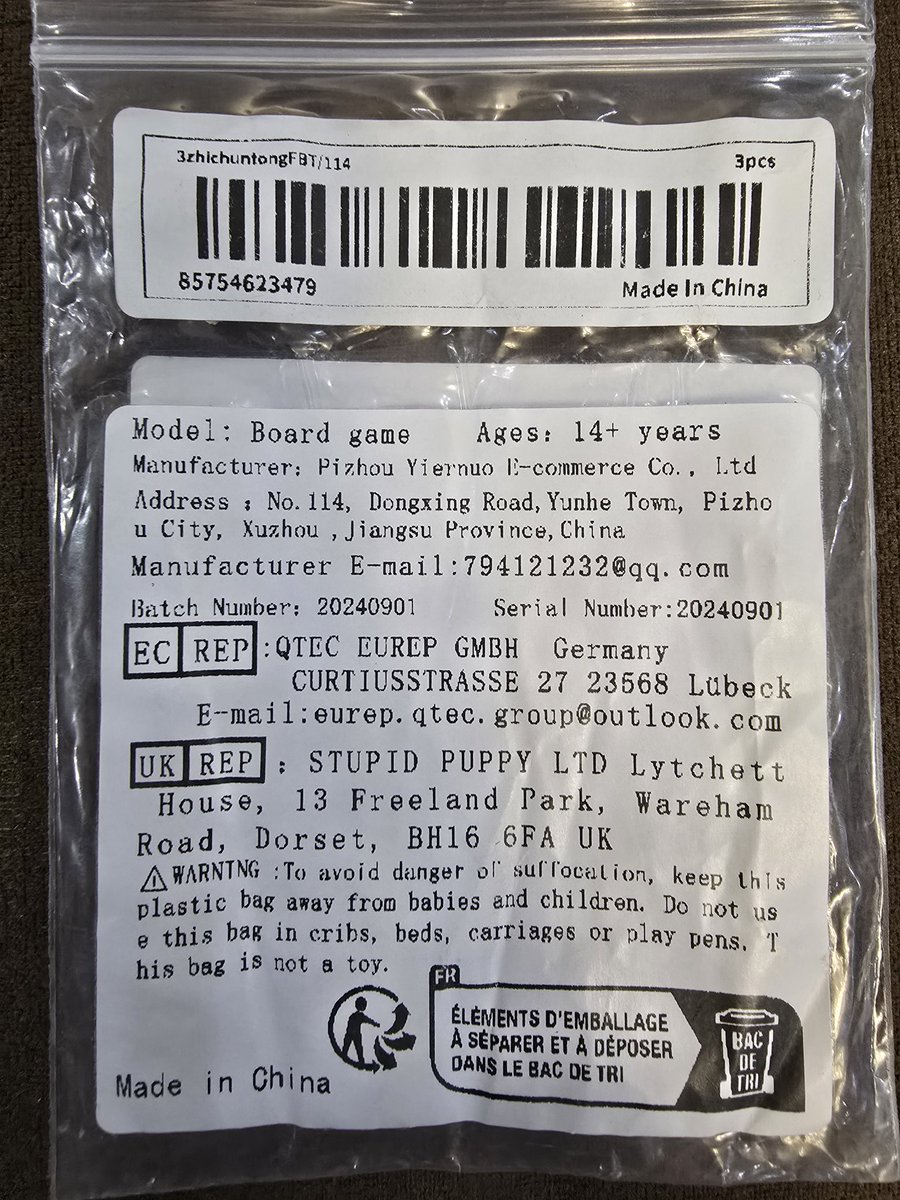 3zhichuntongFBT/114 3pcs
85754623479 Made In China
Model: Board game Ages: 14+ years
Manufacturer: Pizhou Yiernuo E-commerce Co., Ltd
Address : No.114, Dongxing Road,Yunhe Town, Pizho
u City, Xuzhou ,Jiangsu Province,China
Manufacturer E-mail:794121232@qq.com
Batch Number: 20240901 Serial Number:20240901
EC REP :QTEC EUREP GMBH Germany
CURTIUSSTRASSE 27 23568 Lübeck
E-mail:eurep.qtec.group@outlook.com
UK REP : STUPID PUPPY LTD Lytchett
House, 13 Freeland Park, Wareham
Road, Dorset, BH16 6FA UK
⚠WARNING :To avoid danger of suffocation, keep this
plastic bag away from babies and children. Do not us
e this bag in cribs, beds, carriages or play pens. T
his bag is not a toy.
FR
ÉLÉMENTS D'EMBALLAGE
À SÉPARER ET À DÉPOSER
DANS LE BAC DE TRI
BAC
DE
TRI
Made in China